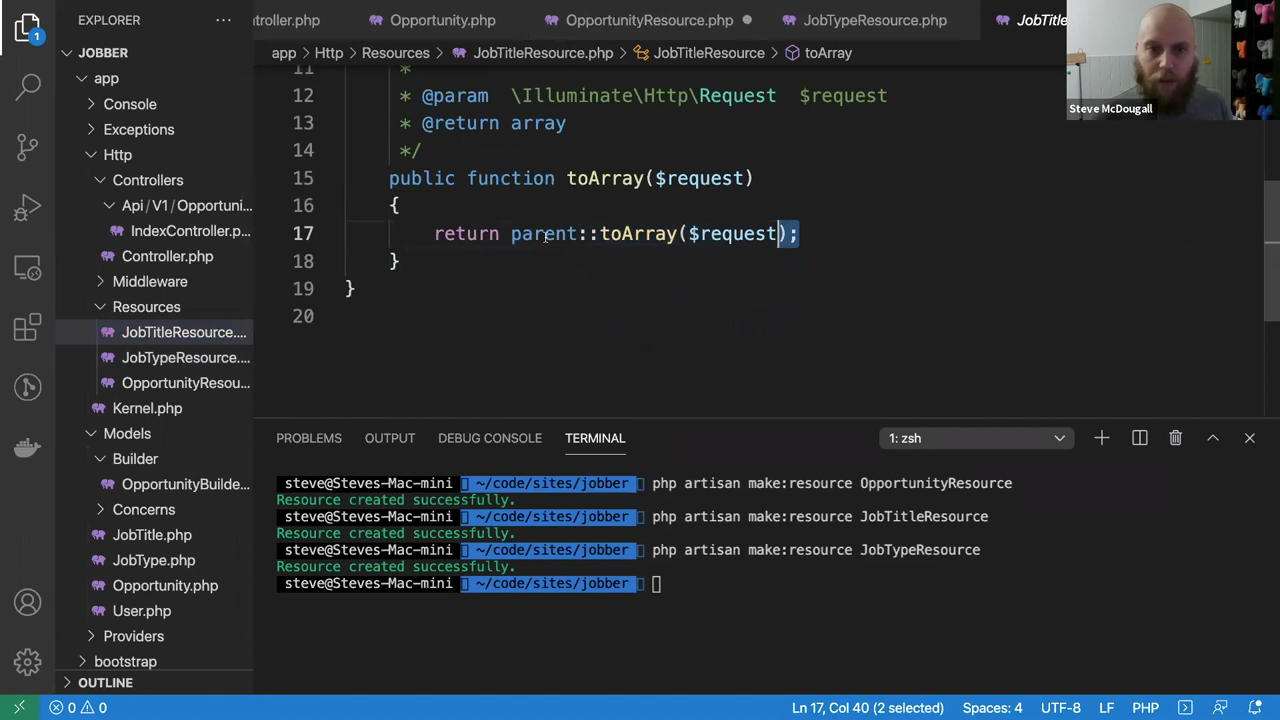 EXPLORER
...
ntroller.php
Opportunity.php
OpportunityResource.php
JobTypeResource.php
JobTitle
Steve McDougall
JOBBER
app
Console
Exceptions
Http
Controllers
Api/V1/Opportuni...
IndexController.p...
Controller.php
Middleware
Resources
JobTitleResource....
JobTypeResource....
OpportunityResou...
Kernel.php
Models
Builder
OpportunityBuilde...
Concerns
JobTitle.php
JobType.php
Opportunity.php
User.php
Providers
bootstrap
OUTLINE
app > Http > Resources > JobTitleResource.php > JobTitleResource > toArray
11 *
12 * @param \Illuminate\Http\Request $request
13 * @return array
14 */
15 public function toArray($request)
16 {
17 return parent::toArray($request);
18 }
19 }
20
PROBLEMS OUTPUT DEBUG CONSOLE TERMINAL 1: zsh
steve@Steves-Mac-mini ~/code/sites/jobber php artisan make:resource OpportunityResource
Resource created successfully.
steve@Steves-Mac-mini ~/code/sites/jobber php artisan make:resource JobTitleResource
Resource created successfully.
steve@Steves-Mac-mini ~/code/sites/jobber php artisan make:resource JobTypeResource
Resource created successfully.
steve@Steves-Mac-mini ~/code/sites/jobber
1
0 0 Ln 17, Col 40 (2 selected) Spaces: 4 UTF-8 LF PHP